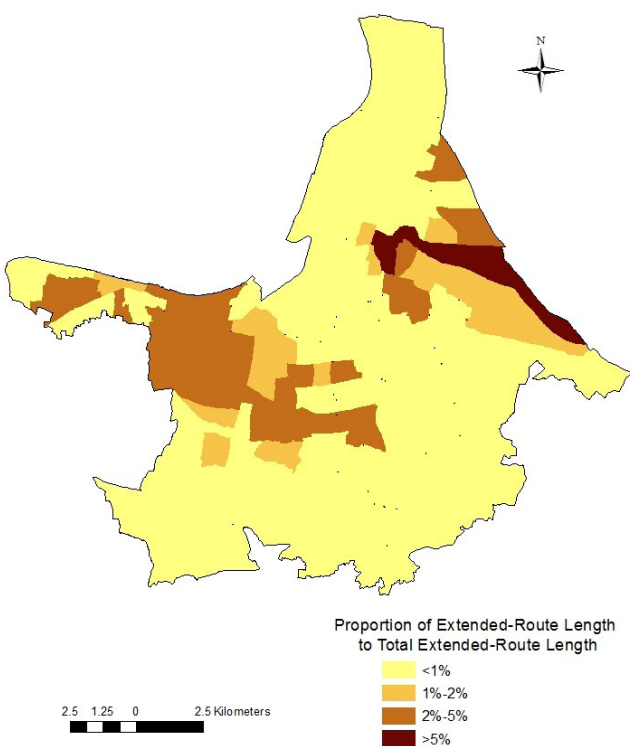 N
Proportion of Extended-Route Length
to Total Extended-Route Length
<1%
1%-2%
2%-5%
>5%
2.5 1.25 0 2.5 Kilometers